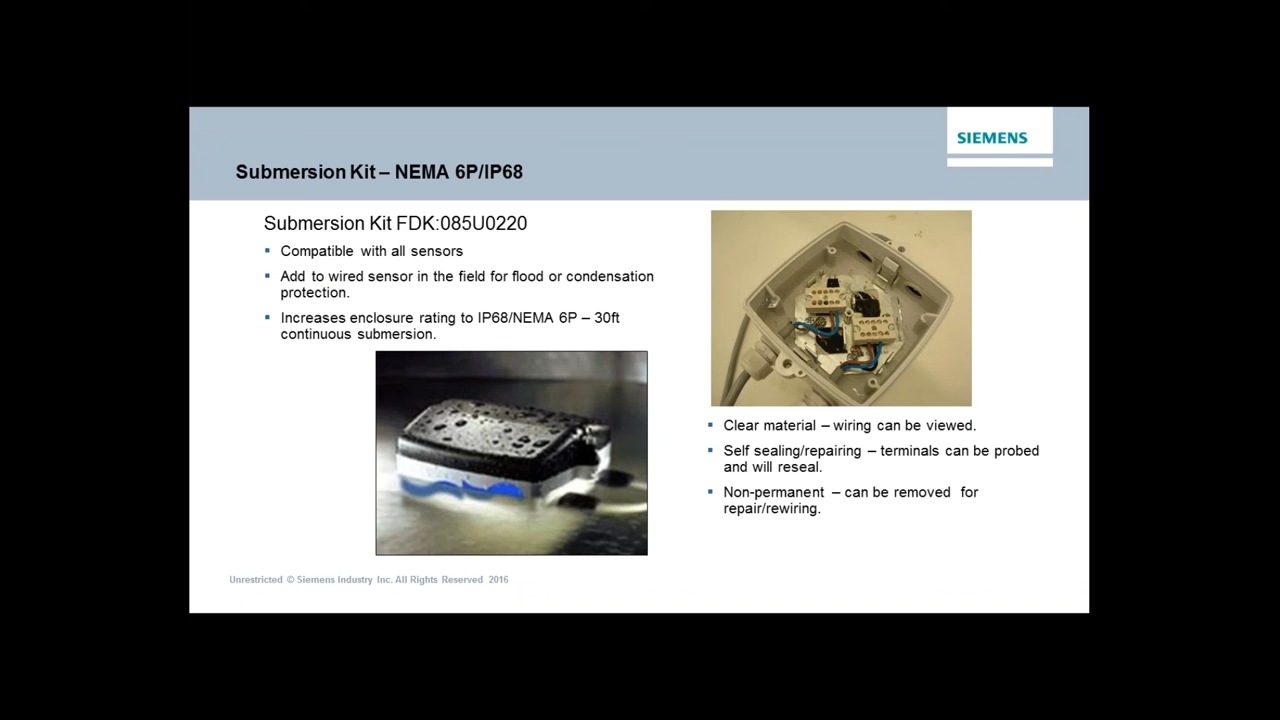 SIEMENS
Submersion Kit – NEMA 6P/IP68
Submersion Kit FDK:085U0220
▪ Compatible with all sensors
▪ Add to wired sensor in the field for flood or condensation
protection.
▪ Increases enclosure rating to IP68/NEMA 6P – 30ft
continuous submersion.
▪ Clear material – wiring can be viewed.
▪ Self sealing/repairing – terminals can be probed
and will reseal.
▪ Non-permanent – can be removed for
repair/rewiring.
Unrestricted © Siemens Industry Inc. All Rights Reserved 2016